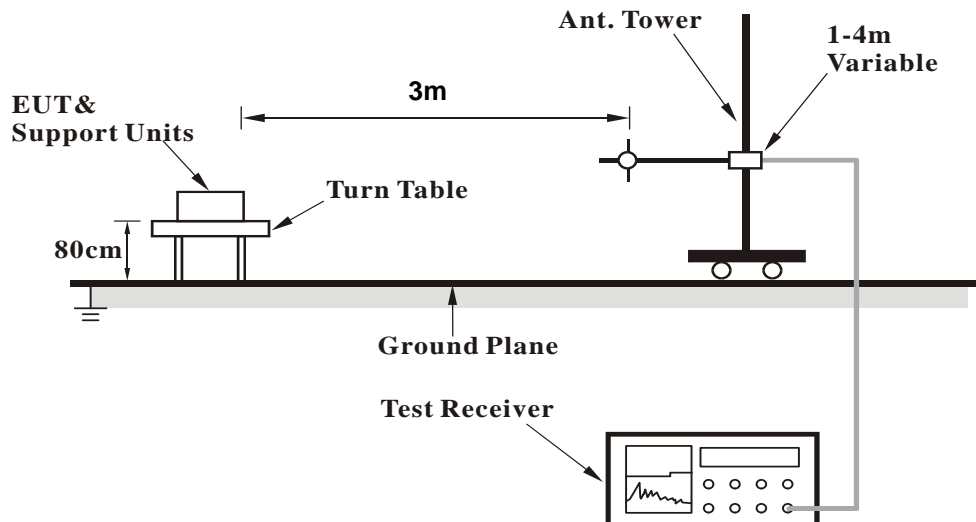 Ant. Tower
1-4m
Variable
3m
EUT&
Support Units
Turn Table
80cm
Ground Plane
Test Receiver